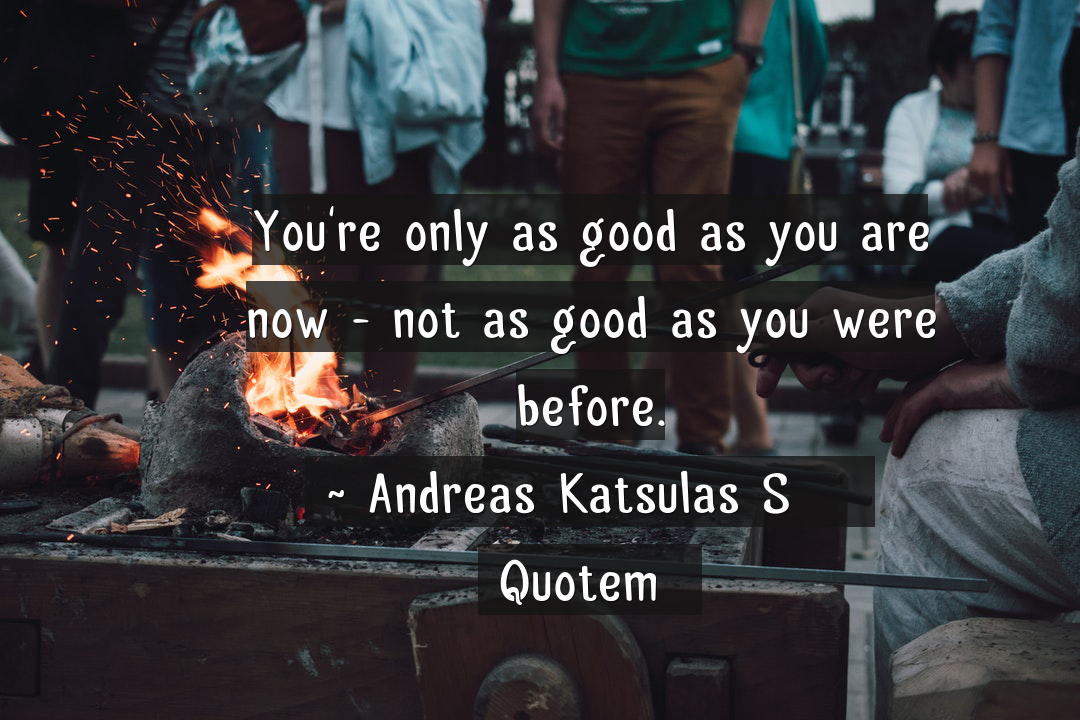 You're only as good as you are
now - not as good as you were
before.
~ Andreas Katsulas S
Quotem